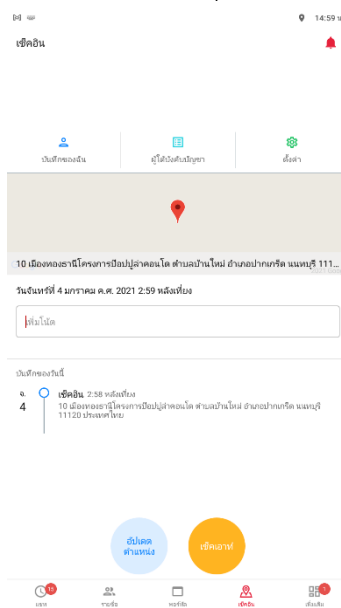 14:59 น
เช็คอิน
บันทึกของฉัน
ผู้ใต้บังคับบัญชา
ตั้งค่า
10 เมืองทองธานีโครงการป๊อปปูล่าคอนโด ตำบลบ้านใหม่ อำเภอปากเกร็ด นนทบุรี 111...
วันจันทร์ที่ 4 มกราคม ค.ศ. 2021 2:59 หลังเที่ยง
เพิ่มโน้ต
บันทึกของวันนี้
จ.
4
เช็คอิน 2:58 หลังเที่ยง
10 เมืองทองธานีโครงการป๊อปปูล่าคอนโด ตำบลบ้านใหม่ อำเภอปากเกร็ด นนทบุรี
11120 ประเทศไทย
อัปเดต
ตำแหน่ง
เช็คเอาท์
รายชื่อ
เช็คอิน
เพิ่มเติม